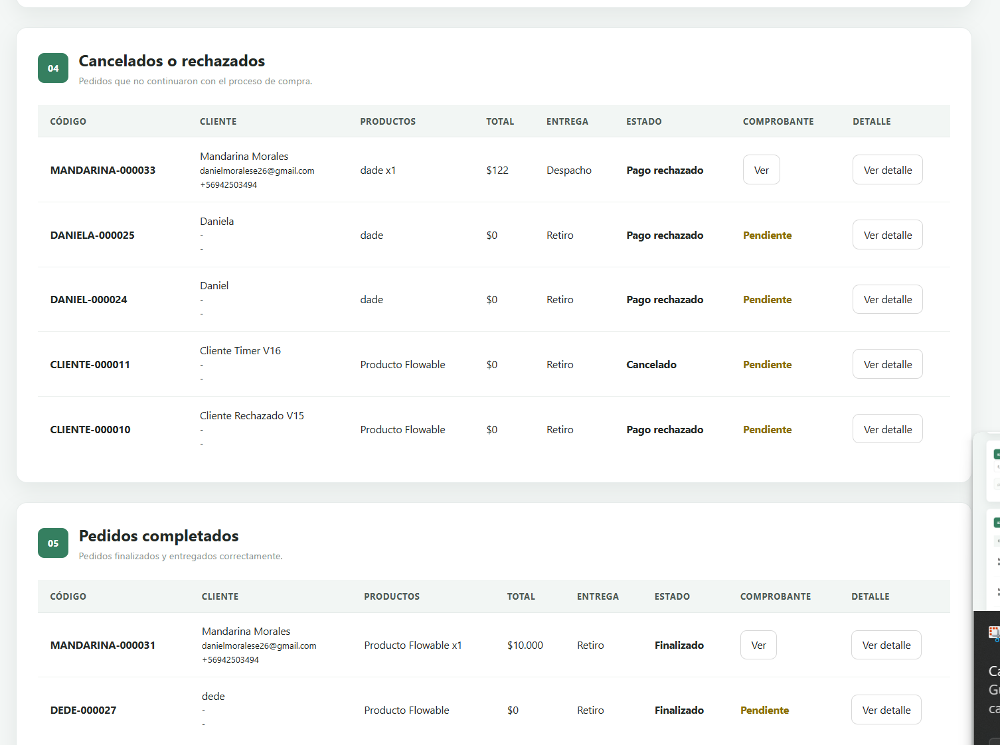 04
Cancelados o rechazados
Pedidos que no continuaron con el proceso de compra.
CÓDIGO CLIENTE PRODUCTOS TOTAL ENTREGA ESTADO COMPROBANTE DETALLE
Mandarina Morales
MANDARINA-000033 danielmoralese26@gmail.com dade x1 $122 Despacho Pago rechazado Ver Ver detalle
+56942503494
Daniela
DANIELA-000025 - dade $0 Retiro Pago rechazado Pendiente Ver detalle
-
Daniel
DANIEL-000024 - dade $0 Retiro Pago rechazado Pendiente Ver detalle
-
Cliente Timer V16
CLIENTE-000011 - Producto Flowable $0 Retiro Cancelado Pendiente Ver detalle
-
Cliente Rechazado V15
CLIENTE-000010 - Producto Flowable $0 Retiro Pago rechazado Pendiente Ver detalle
-
05
Pedidos completados
Pedidos finalizados y entregados correctamente.
CÓDIGO CLIENTE PRODUCTOS TOTAL ENTREGA ESTADO COMPROBANTE DETALLE
Mandarina Morales
MANDARINA-000031 danielmoralese26@gmail.com Producto Flowable x1 $10.000 Retiro Finalizado Ver Ver detalle
+56942503494
dede
DEDE-000027 - Producto Flowable $0 Retiro Finalizado Pendiente Ver detalle
-